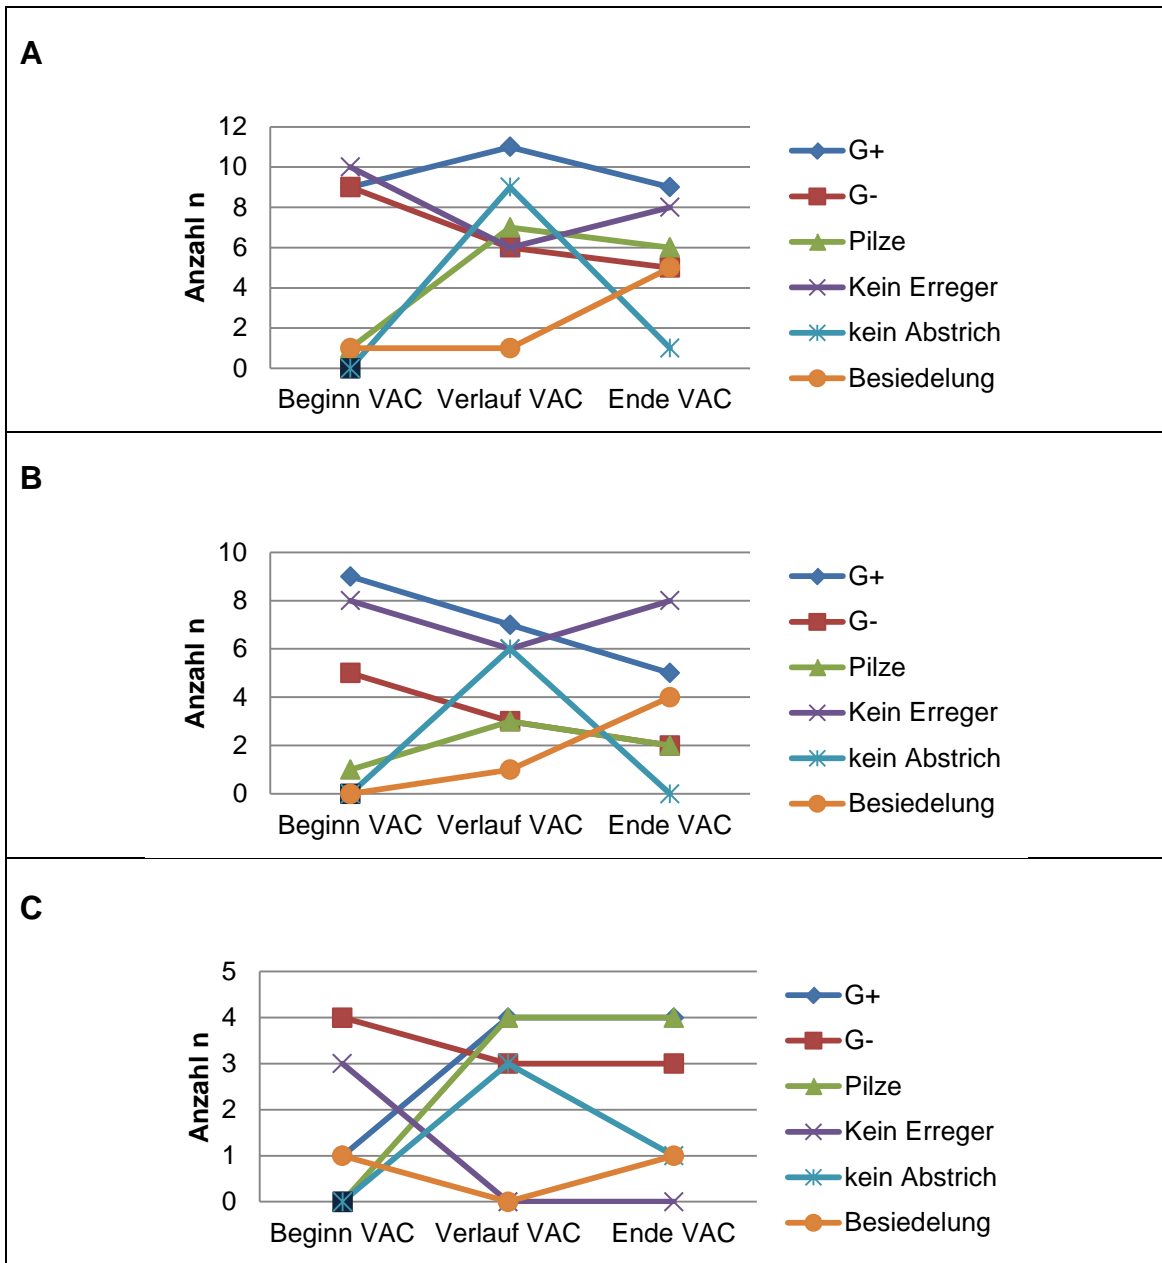 A
Anzahl n
12
10
8
6
4
2
0
Beginn VAC Verlauf VAC Ende VAC
G+
G-
Pilze
Kein Erreger
kein Abstrich
Besiedelung
B
Anzahl n
10
8
6
4
2
0
Beginn VAC Verlauf VAC Ende VAC
G+
G-
Pilze
Kein Erreger
kein Abstrich
Besiedelung
C
Anzahl n
5
4
3
2
1
0
Beginn VAC Verlauf VAC Ende VAC
G+
G-
Pilze
Kein Erreger
kein Abstrich
Besiedelung